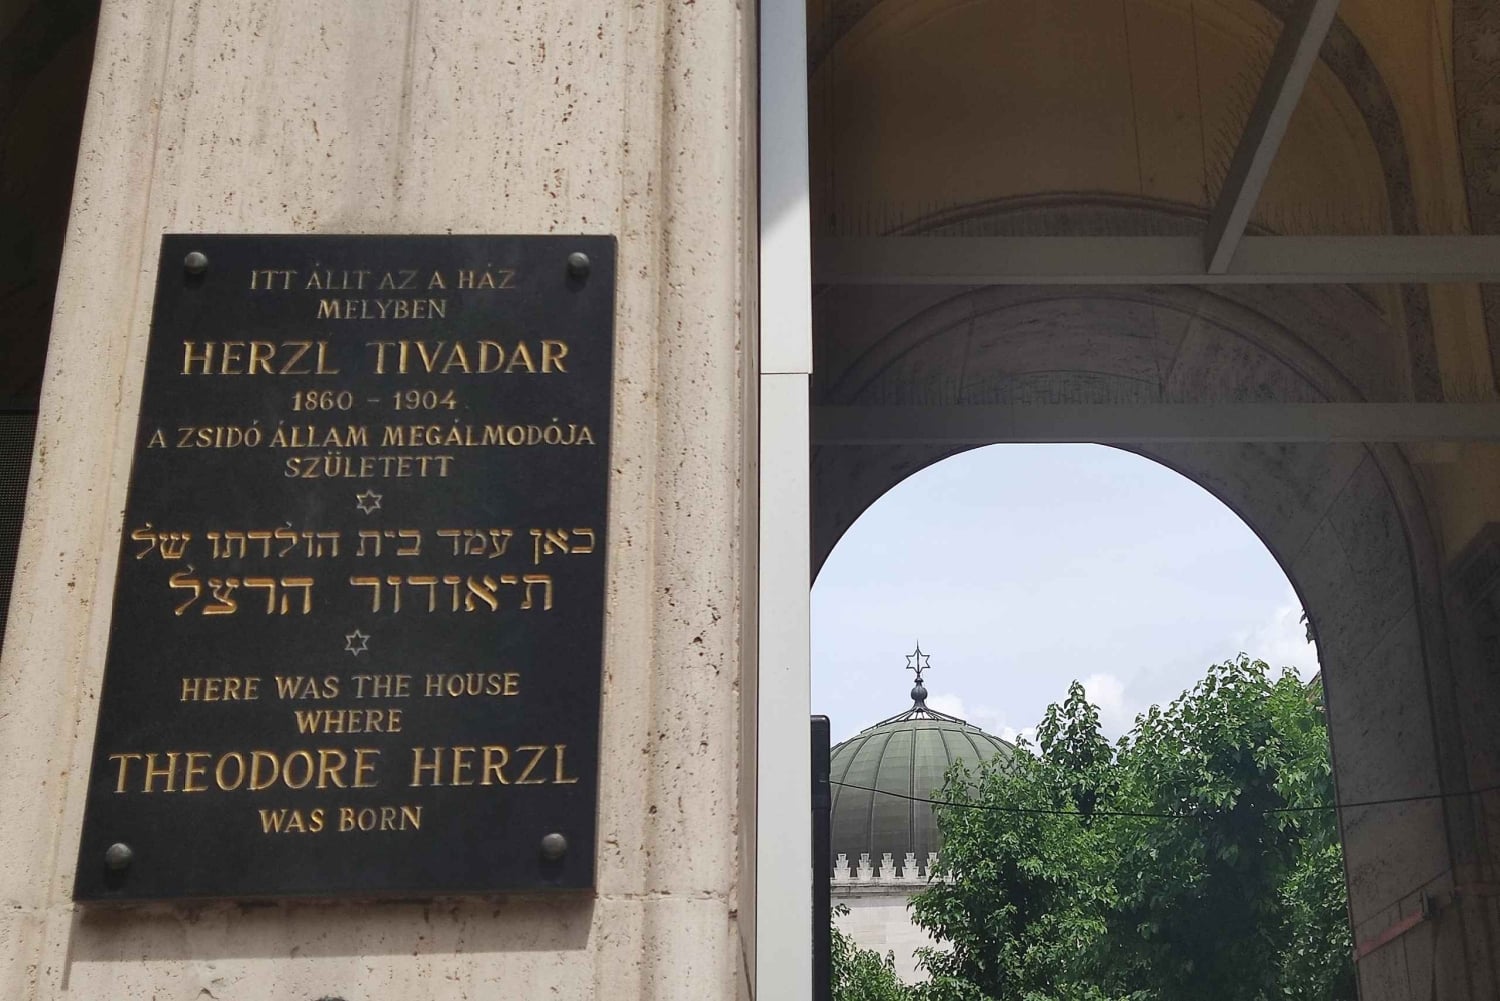 ITT ÁLLT AZ A HÁZ
MELYBEN
HERZL TIVADAR
1860 – 1904
A ZSIDÓ ÁLLAM MEGÁLMODÓJA
SZÜLETETT
כאן עמד בית הולדתו של
תיאודור הרצל
HERE WAS THE HOUSE
WHERE
THEODORE HERZL
WAS BORN